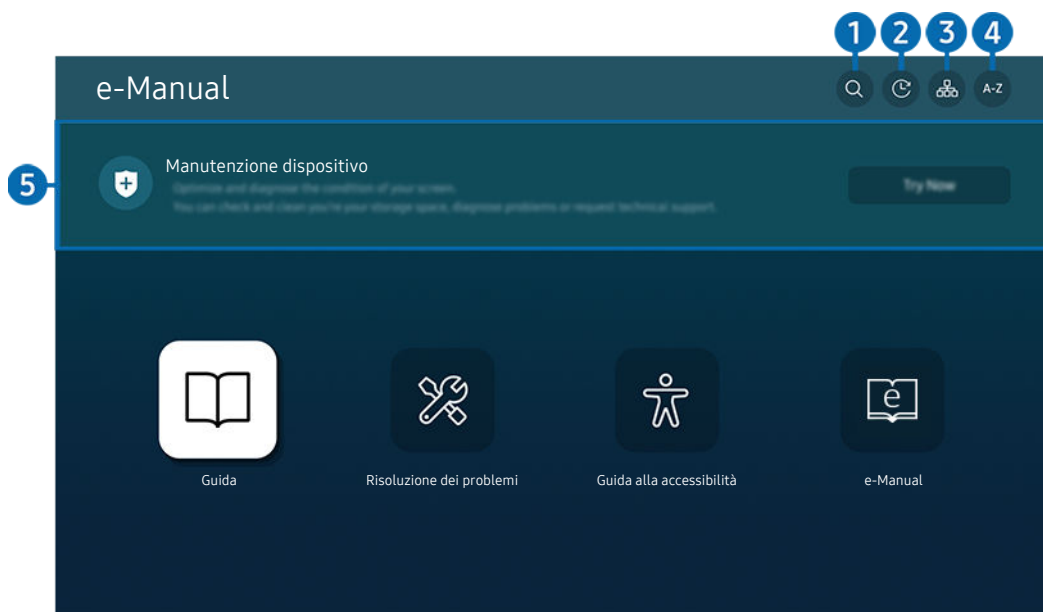 1 2 3 4
e-Manual
A-Z
5
Manutenzione dispositivo
Optimize and diagnose the condition of your screen.
Try Now
You can check and clean you're your storage space, diagnose problems or request technical support.
Guida
Risoluzione dei problemi
Guida alla accessibilità
e-Manual